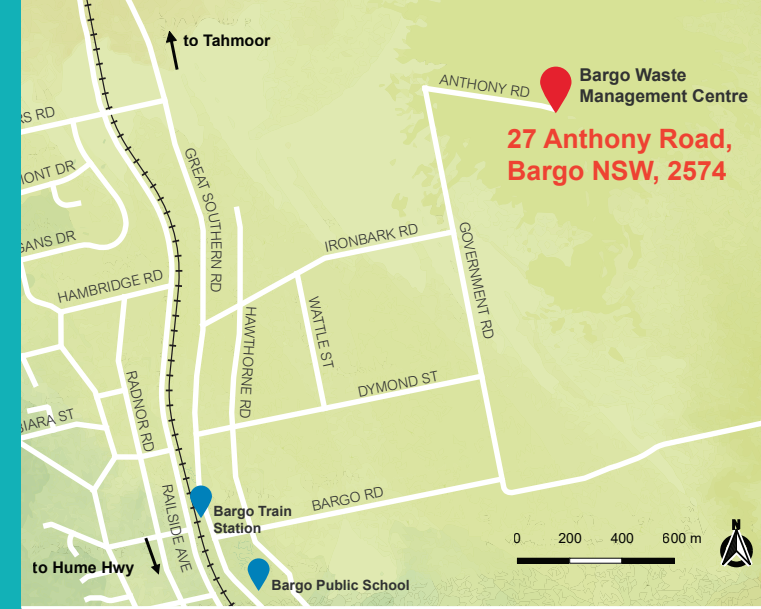 to Tahmoor
ANTHONY RD
Bargo Waste
Management Centre
27 Anthony Road,
Bargo NSW, 2574
RS RD
GREAT SOUTHERN RD
MONT DR
GANS DR
IRONBARK RD
GOVERNMENT RD
HAMBRIDGE RD
WATTLE ST
HAWTHORNE RD
RADNOR RD
DYMOND ST
BIARA ST
RAILSIDE AVE
BARGO RD
Bargo Train
Station
0 200 400 600 m
N
to Hume Hwy
Bargo Public School